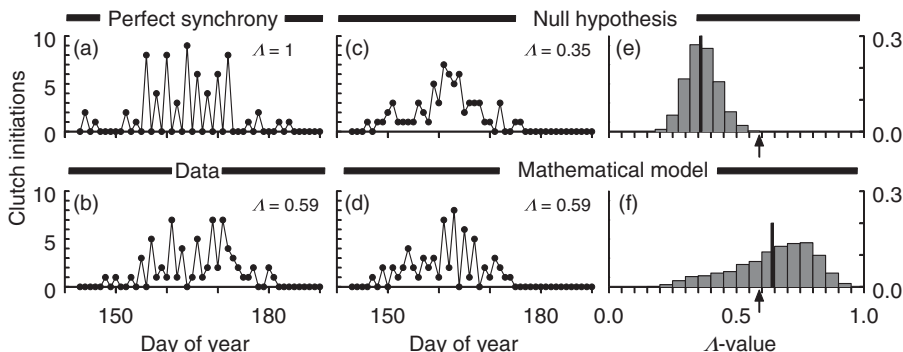 Perfect synchrony
Null hypothesis
10
5
0
Clutch initiations
(a)
Λ = 1
(c)
Λ = 0.35
(e)
0.3
0.0
Data
Mathematical model
10
5
0
(b)
Λ = 0.59
(d)
Λ = 0.59
(f)
0.3
0.0
150
180
150
180
0.0
0.5
1.0
Day of year
Day of year
Λ-value